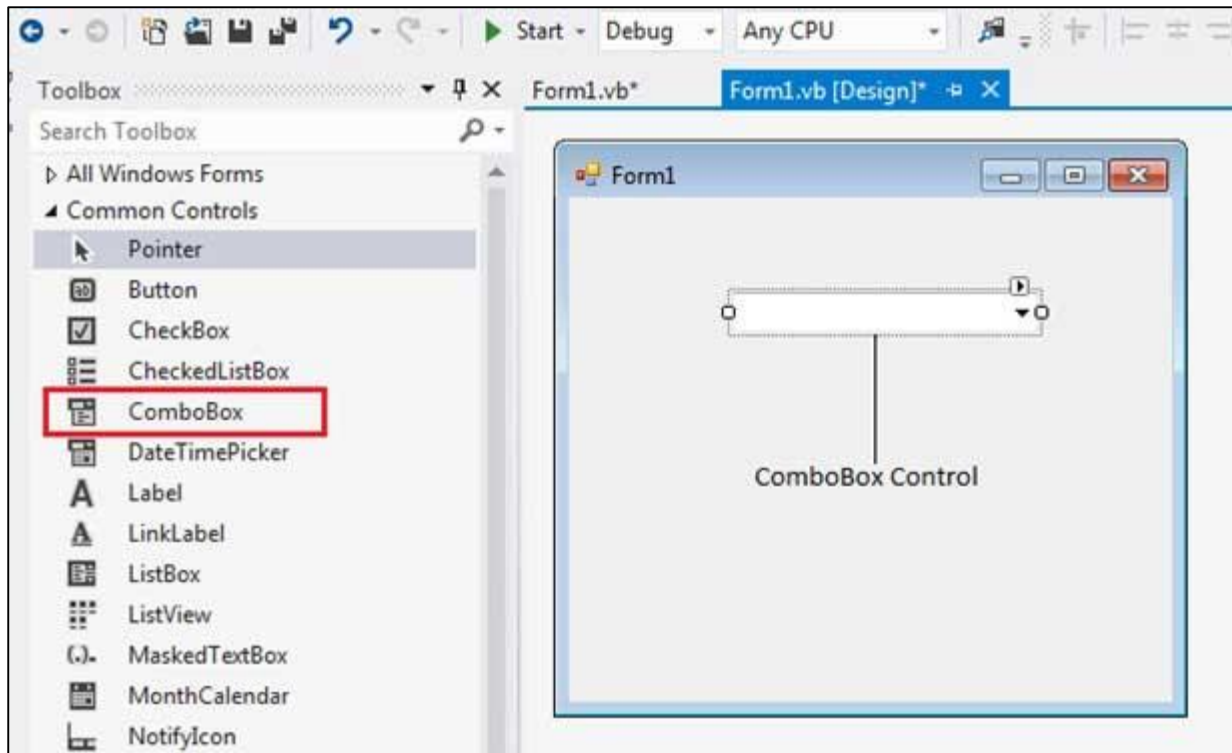 Start Debug Any CPU
Toolbox
Form1.vb* Form1.vb [Design]*
Search Toolbox
All Windows Forms
Form1
Common Controls
Pointer
Button
CheckBox
CheckedListBox
ComboBox
DateTimePicker
Label
ComboBox Control
LinkLabel
ListBox
ListView
MaskedTextBox
MonthCalendar
NotifyIcon